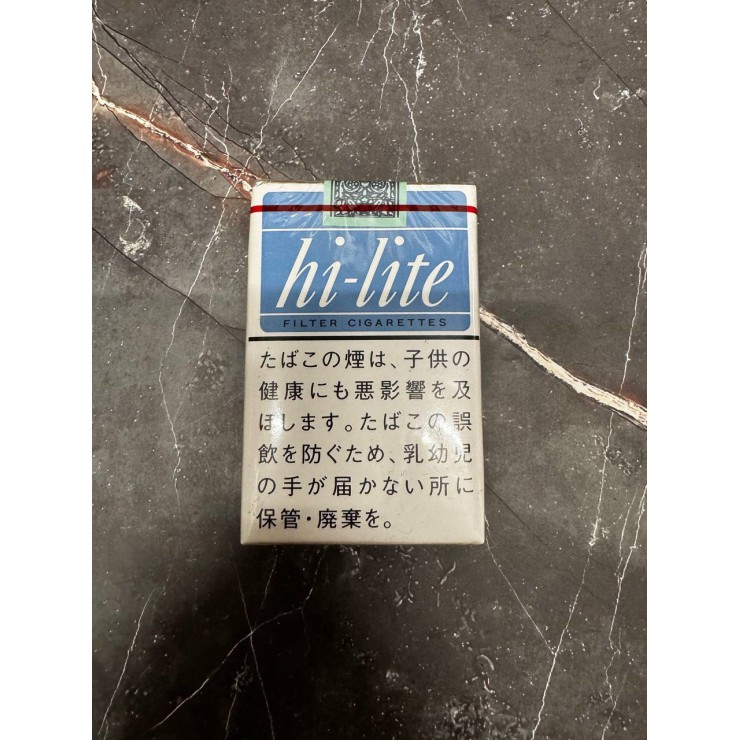 hi-lite
FILTER CIGARETTES
たばこの煙は、子供の
健康にも悪影響を及
ぼします。たばこの誤
飲を防ぐため、乳幼児
の手が届かない所に
保管・廃棄を。